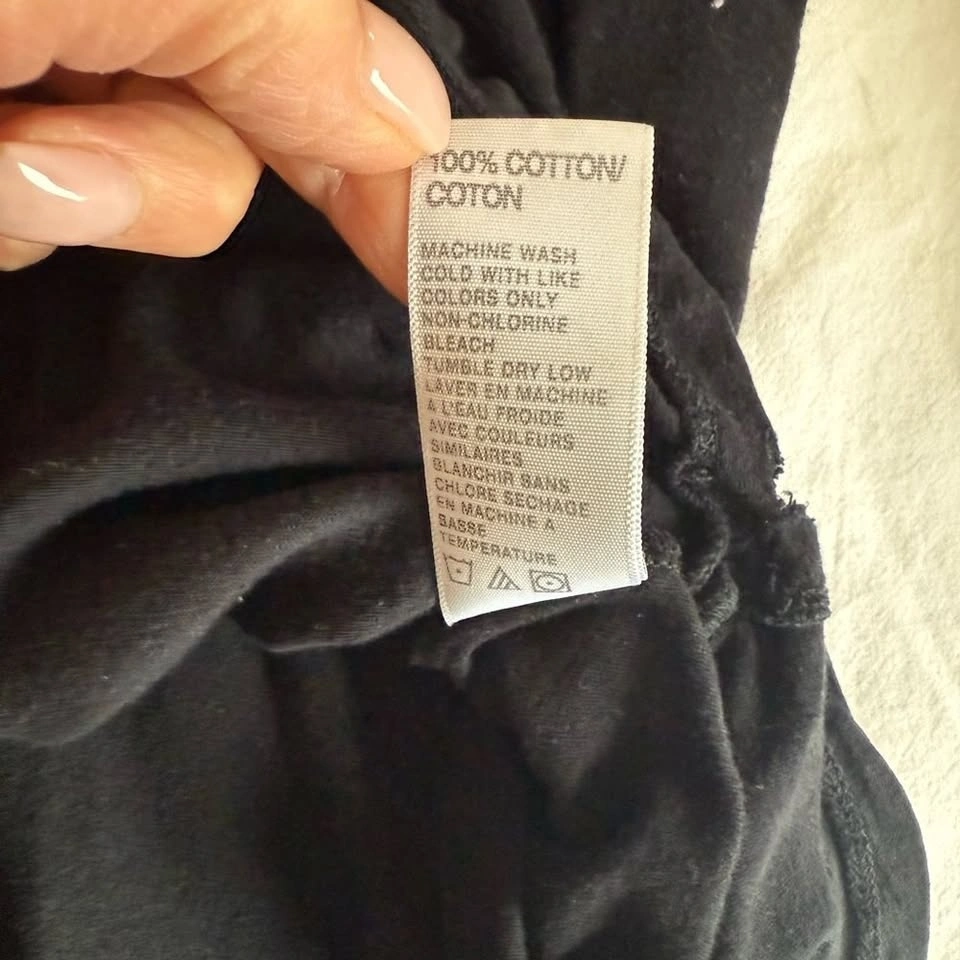 100% COTTON/
COTON
MACHINE WASH
COLD WITH LIKE
COLORS ONLY
NON-CHLORINE
BLEACH
TUMBLE DRY LOW
LAVER EN MACHINE
A L'EAU FROIDE
AVEC COULEURS
SIMILAIRES
BLANCHIR SANS
CHLORE SECHAGE
EN MACHINE A
BASSE
TEMPERATURE